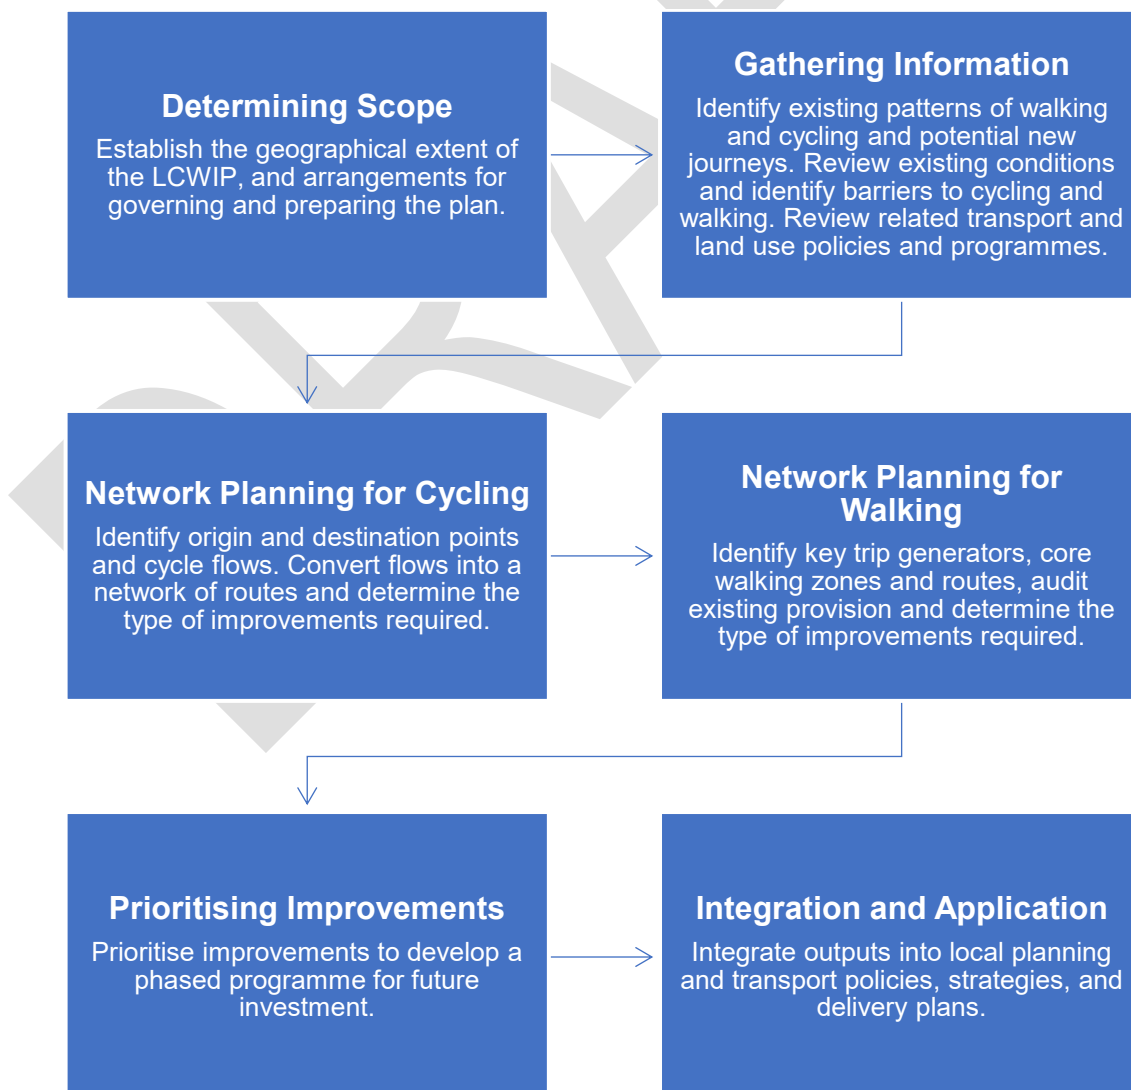 Determining Scope
Establish the geographical extent of
the LCWIP, and arrangements for
governing and preparing the plan.
Gathering Information
Identify existing patterns of walking
and cycling and potential new
journeys. Review existing conditions
and identify barriers to cycling and
walking. Review related transport and
land use policies and programmes.
Network Planning for Cycling
Identify origin and destination points
and cycle flows. Convert flows into a
network of routes and determine the
type of improvements required.
Network Planning for
Walking
Identify key trip generators, core
walking zones and routes, audit
existing provision and determine the
type of improvements required.
Prioritising Improvements
Prioritise improvements to develop a
phased programme for future
investment.
Integration and Application
Integrate outputs into local planning
and transport policies, strategies, and
delivery plans.